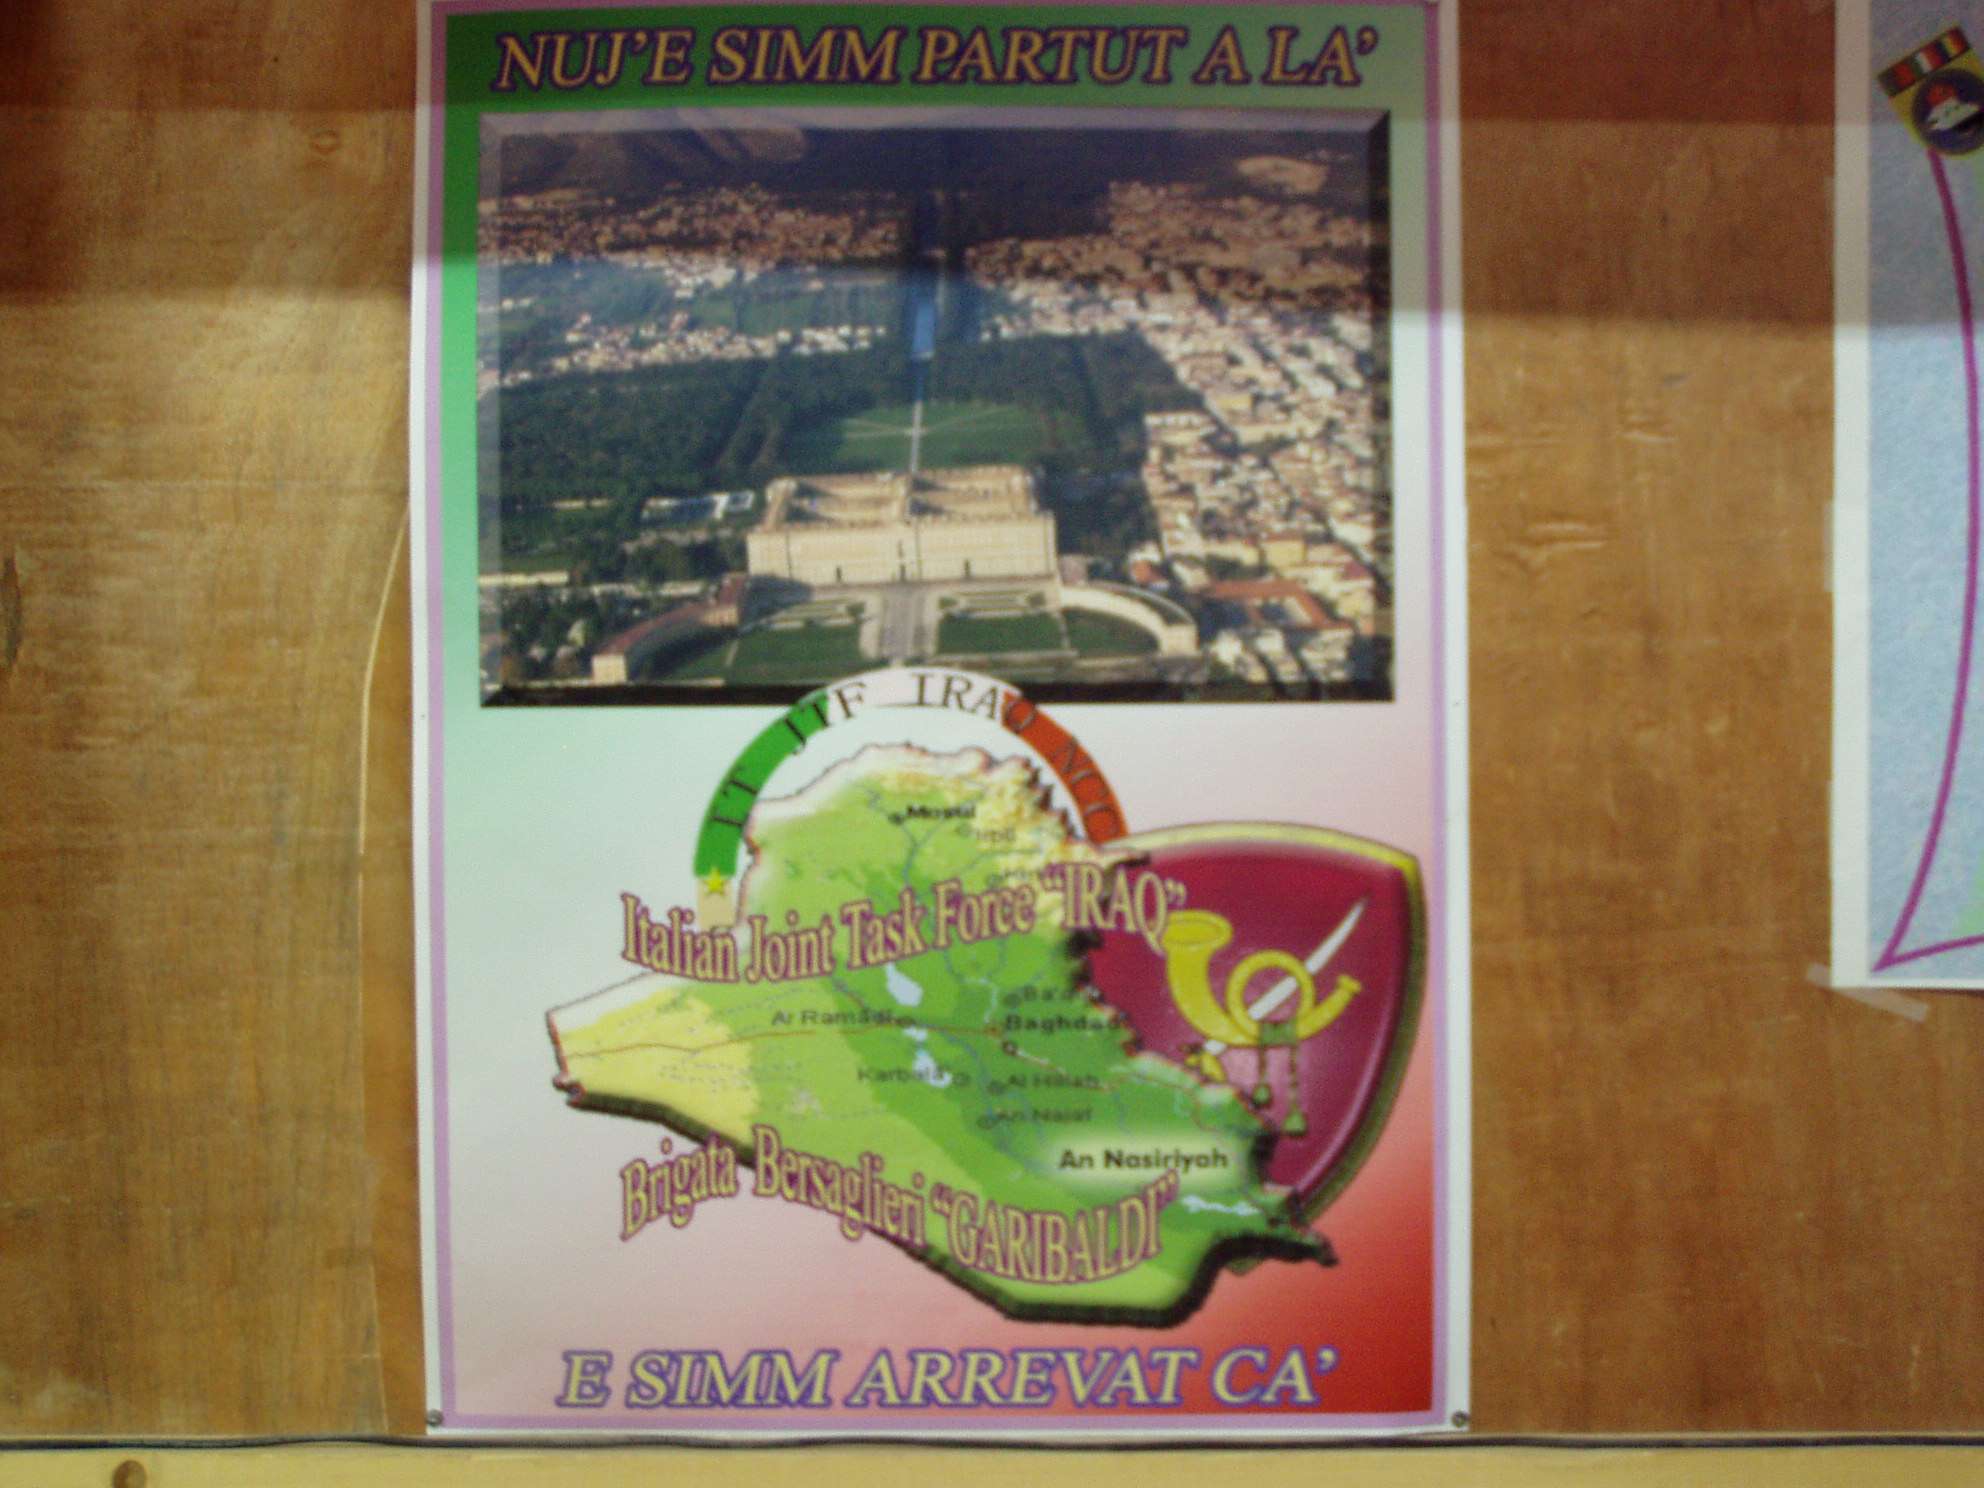 NUJ'E SIMM PARTUT A LA'
IT JTF IRAQ
Mosul
Italian Joint Task Force "IRAQ"
Ar Ramadi
Baghdad
Karbala
Al Hillah
An Najaf
An Nasiriyah
Brigata Bersaglieri "GARIBALDI"
E SIMM ARREVAT CA'